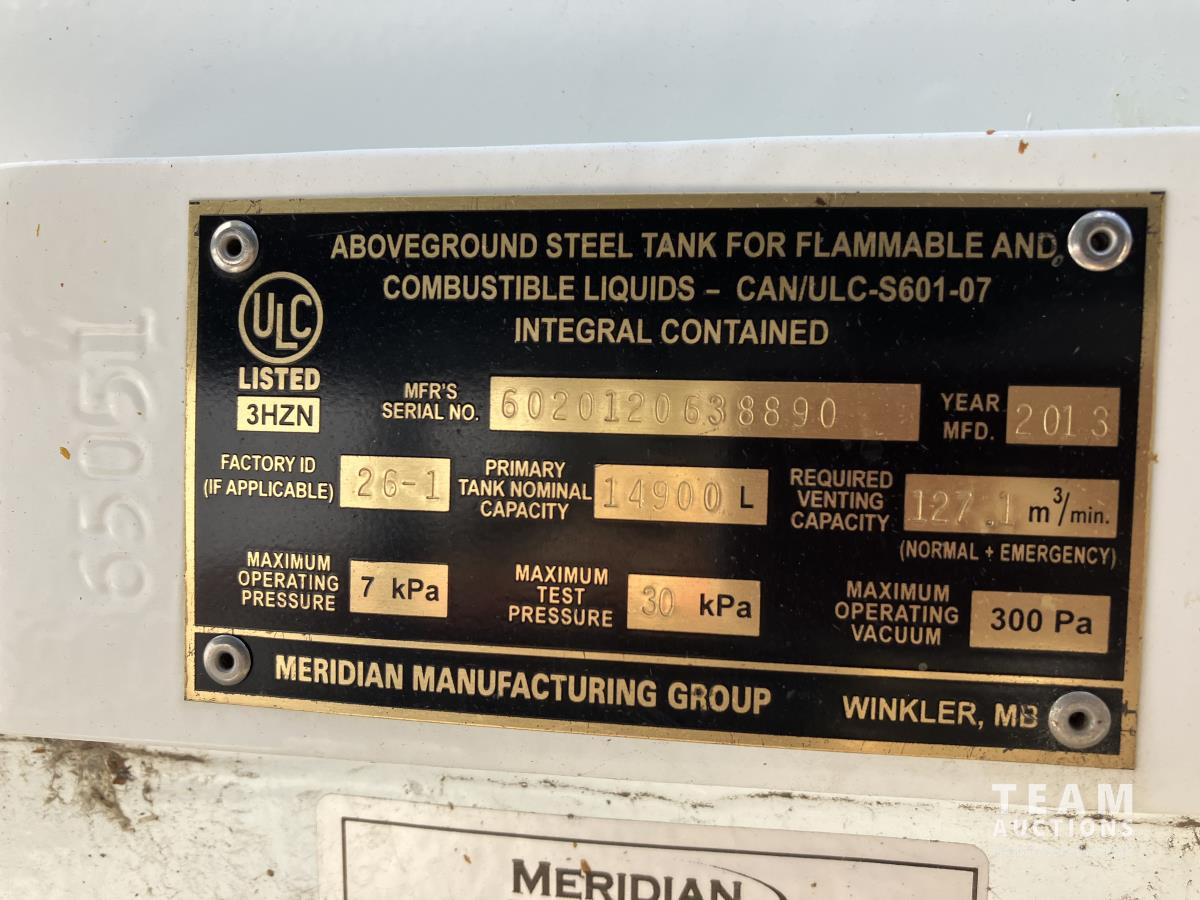 ABOVEGROUND STEEL TANK FOR FLAMMABLE AND
COMBUSTIBLE LIQUIDS – CAN/ULC-S601-07
INTEGRAL CONTAINED
ULC
LISTED
3HZN
MFR'S
SERIAL NO.
6020120638890
YEAR
MFD.
2013
FACTORY ID
(IF APPLICABLE)
26-1
PRIMARY
TANK NOMINAL
CAPACITY
14900 L
REQUIRED
VENTING
CAPACITY
127.1 m³/min.
(NORMAL + EMERGENCY)
MAXIMUM
OPERATING
PRESSURE
7 kPa
MAXIMUM
TEST
PRESSURE
30 kPa
MAXIMUM
OPERATING
VACUUM
300 Pa
MERIDIAN MANUFACTURING GROUP
WINKLER, MB
65051
MERIDIAN
TEAM
AUCTIONS